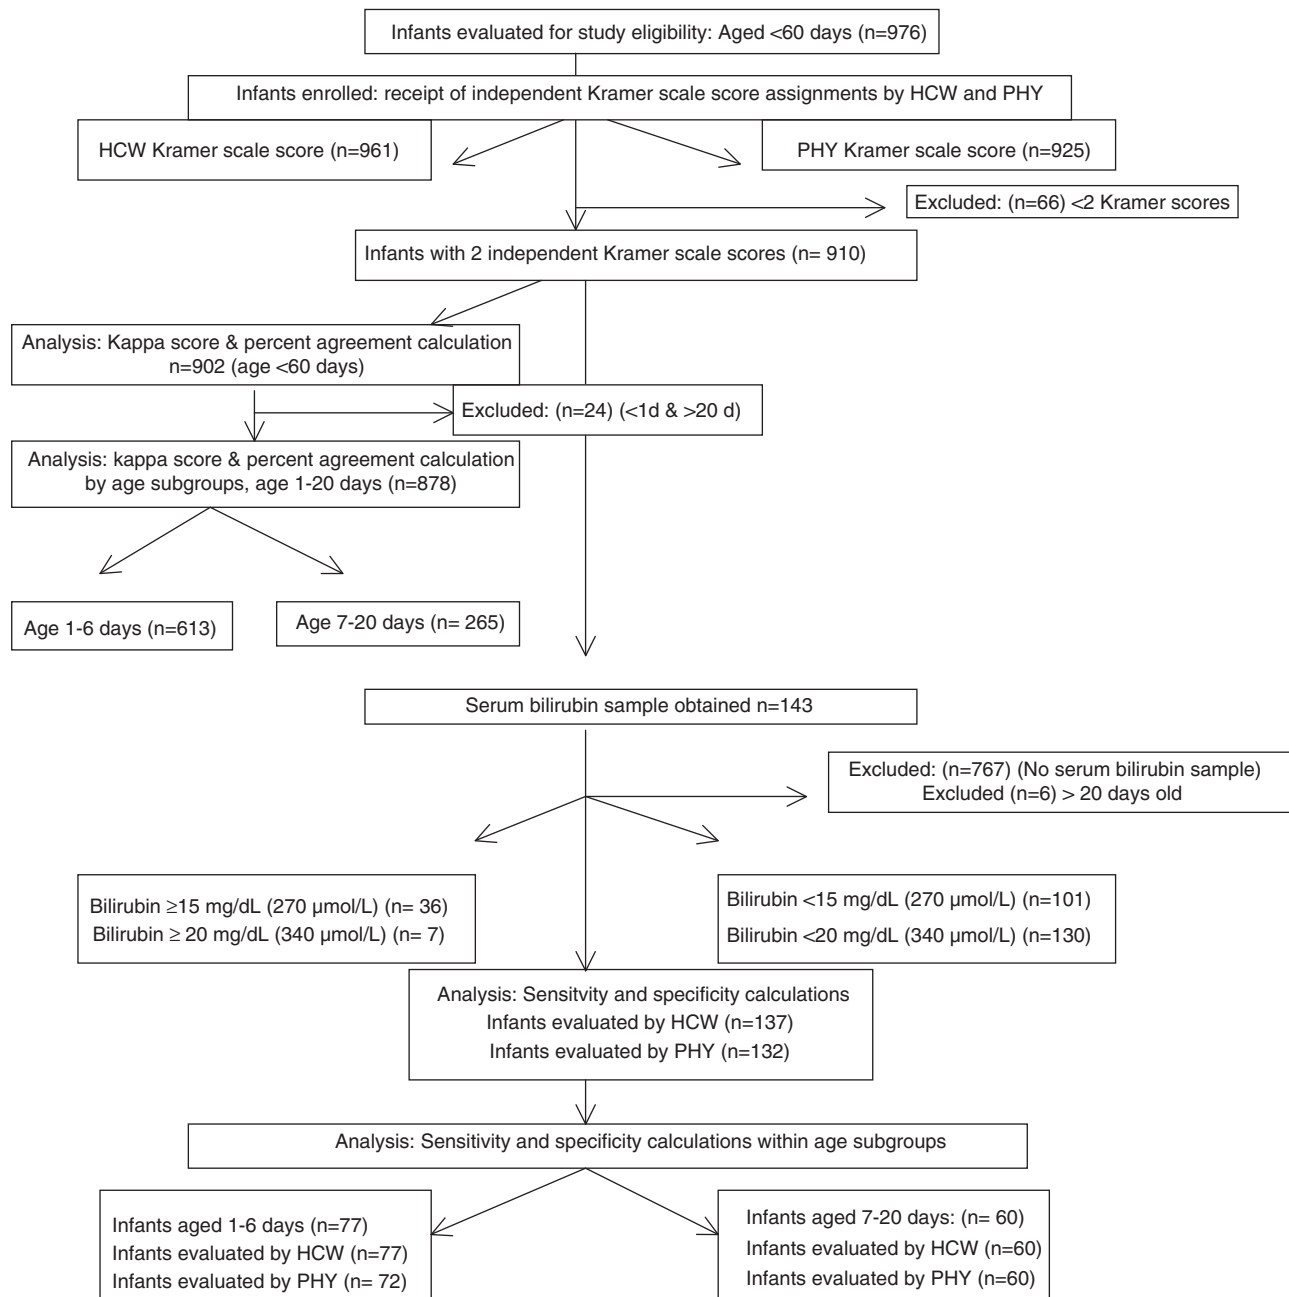 Infants evaluated for study eligibility: Aged <60 days (n=976)
Infants enrolled: receipt of independent Kramer scale score assignments by HCW and PHY
HCW Kramer scale score (n=961)
PHY Kramer scale score (n=925)
Excluded: (n=66) <2 Kramer scores
Infants with 2 independent Kramer scale scores (n= 910)
Analysis: Kappa score & percent agreement calculation
n=902 (age <60 days)
Excluded: (n=24) (<1d & >20 d)
Analysis: kappa score & percent agreement calculation
by age subgroups, age 1-20 days (n=878)
Age 1-6 days (n=613)
Age 7-20 days (n= 265)
Serum bilirubin sample obtained n=143
Excluded: (n=767) (No serum bilirubin sample)
Excluded (n=6) > 20 days old
Bilirubin ≥15 mg/dL (270 µmol/L) (n= 36)
Bilirubin ≥ 20 mg/dL (340 µmol/L) (n= 7)
Bilirubin <15 mg/dL (270 µmol/L) (n=101)
Bilirubin <20 mg/dL (340 µmol/L) (n=130)
Analysis: Sensitvity and specificity calculations
Infants evaluated by HCW (n=137)
Infants evaluated by PHY (n=132)
Analysis: Sensitivity and specificity calculations within age subgroups
Infants aged 1-6 days (n=77)
Infants evaluated by HCW (n=77)
Infants evaluated by PHY (n= 72)
Infants aged 7-20 days: (n= 60)
Infants evaluated by HCW (n=60)
Infants evaluated by PHY (n=60)